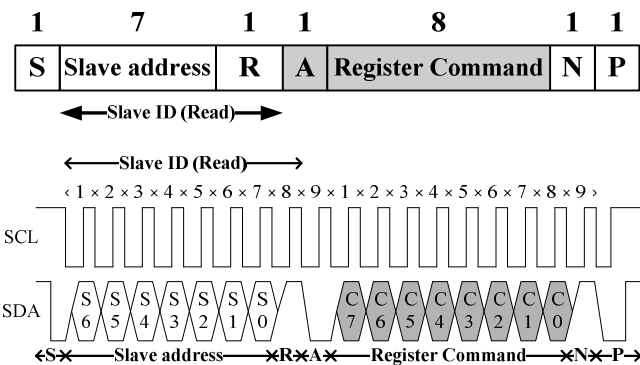 1 7 1 1 8 1 1
S Slave address R A Register Command N P
Slave ID (Read)
Slave ID (Read)
‹ 1 × 2 × 3 × 4 × 5 × 6 × 7 × 8 × 9 × 1 × 2 × 3 × 4 × 5 × 6 × 7 × 8 × 9 ›
SCL
SDA
S6 S5 S4 S3 S2 S1 S0 C7 C6 C5 C4 C3 C2 C1 C0
S Slave address R A Register Command N P